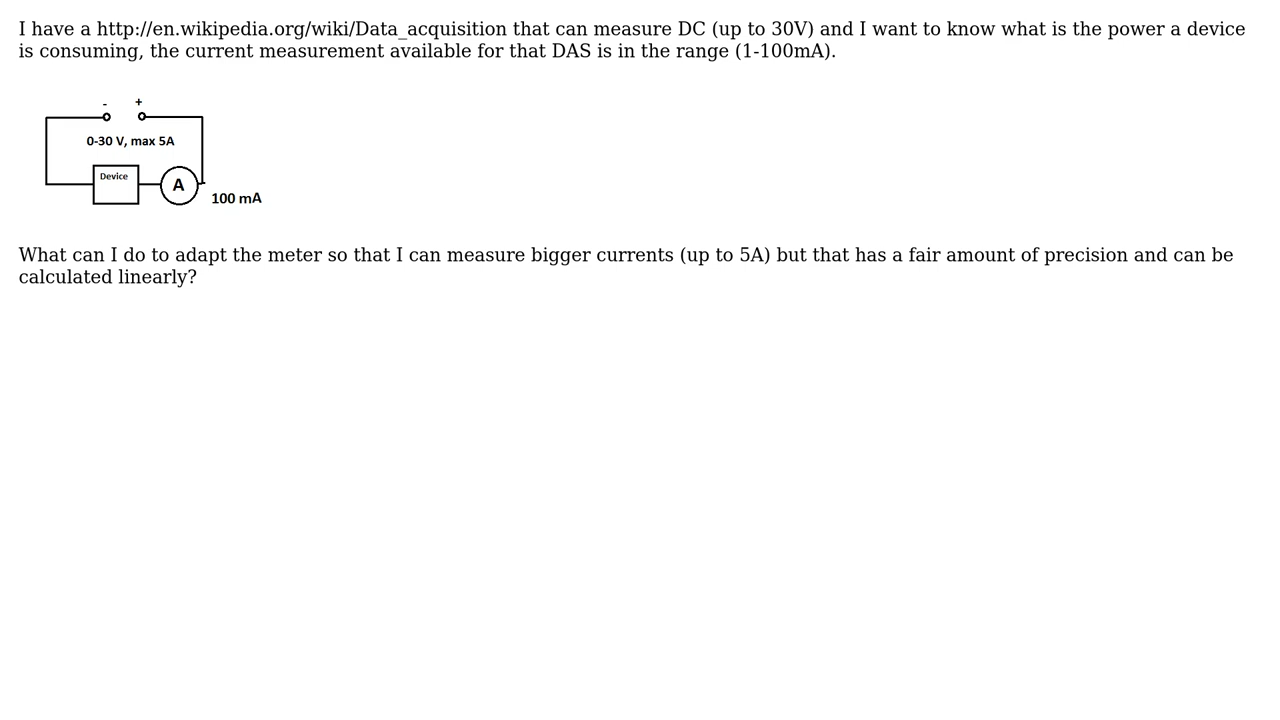 I have a http://en.wikipedia.org/wiki/Data_acquisition that can measure DC (up to 30V) and I want to know what is the power a device
is consuming, the current measurement available for that DAS is in the range (1-100mA).
- +
0-30 V, max 5A
Device
A
100 mA
What can I do to adapt the meter so that I can measure bigger currents (up to 5A) but that has a fair amount of precision and can be
calculated linearly?